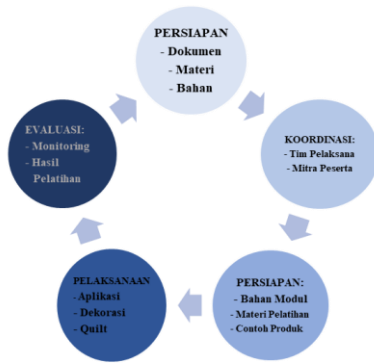 PERSIAPAN
- Dokumen
- Materi
- Bahan
KOORDINASI:
- Tim Pelaksana
- Mitra Peserta
PERSIAPAN:
- Bahan Modul
- Materi Pelatihan
- Contoh Produk
PELAKSANAAN
- Aplikasi
- Dekorasi
- Quilt
EVALUASI:
- Monitoring
- Hasil
Pelatihan